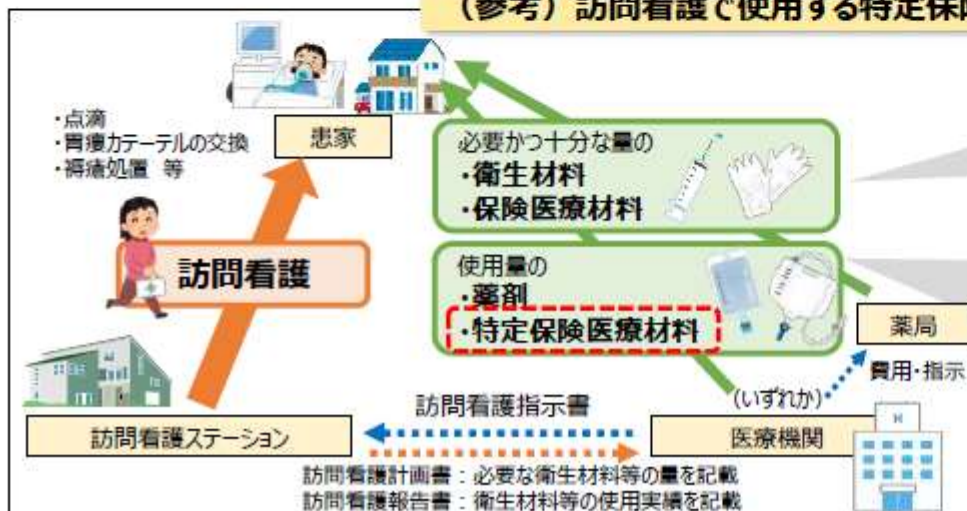 （参考）訪問看護で使用する特定保険
・点滴
・胃瘻カテーテルの交換
・褥瘡処置 等
患家
必要かつ十分な量の
・衛生材料
・保険医療材料
訪問看護
使用量の
・薬剤
・特定保険医療材料
薬局
費用・指示
(いずれか)
訪問看護指示書
訪問看護ステーション
医療機関
訪問看護計画書：必要な衛生材料等の量を記載
訪問看護報告書：衛生材料等の使用実績を記載
H